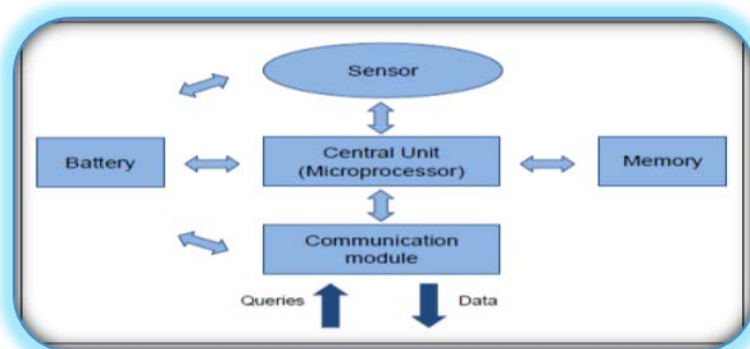 Sensor
Battery
Central Unit
(Microprocessor)
Memory
Communication
module
Queries
Data